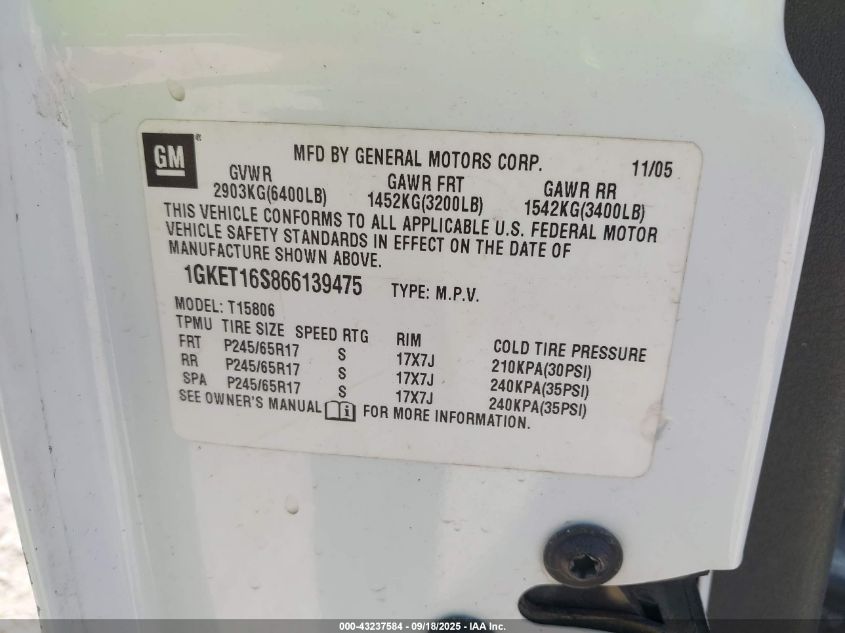 GM
MFD BY GENERAL MOTORS CORP. 11/05
GVWR GAWR FRT GAWR RR
2903KG(6400LB) 1452KG(3200LB) 1542KG(3400LB)
THIS VEHICLE CONFORMS TO ALL APPLICABLE U.S. FEDERAL MOTOR
VEHICLE SAFETY STANDARDS IN EFFECT ON THE DATE OF
MANUFACTURE SHOWN ABOVE.
1GKET16S866139475 TYPE: M.P.V.
MODEL: T15806
TPMU TIRE SIZE SPEED RTG RIM COLD TIRE PRESSURE
FRT P245/65R17 S 17X7J 210KPA(30PSI)
RR P245/65R17 S 17X7J 240KPA(35PSI)
SPA P245/65R17 S 17X7J 240KPA(35PSI)
SEE OWNER'S MANUAL FOR MORE INFORMATION.
000-43237584 - 09/18/2025 - IAA Inc.